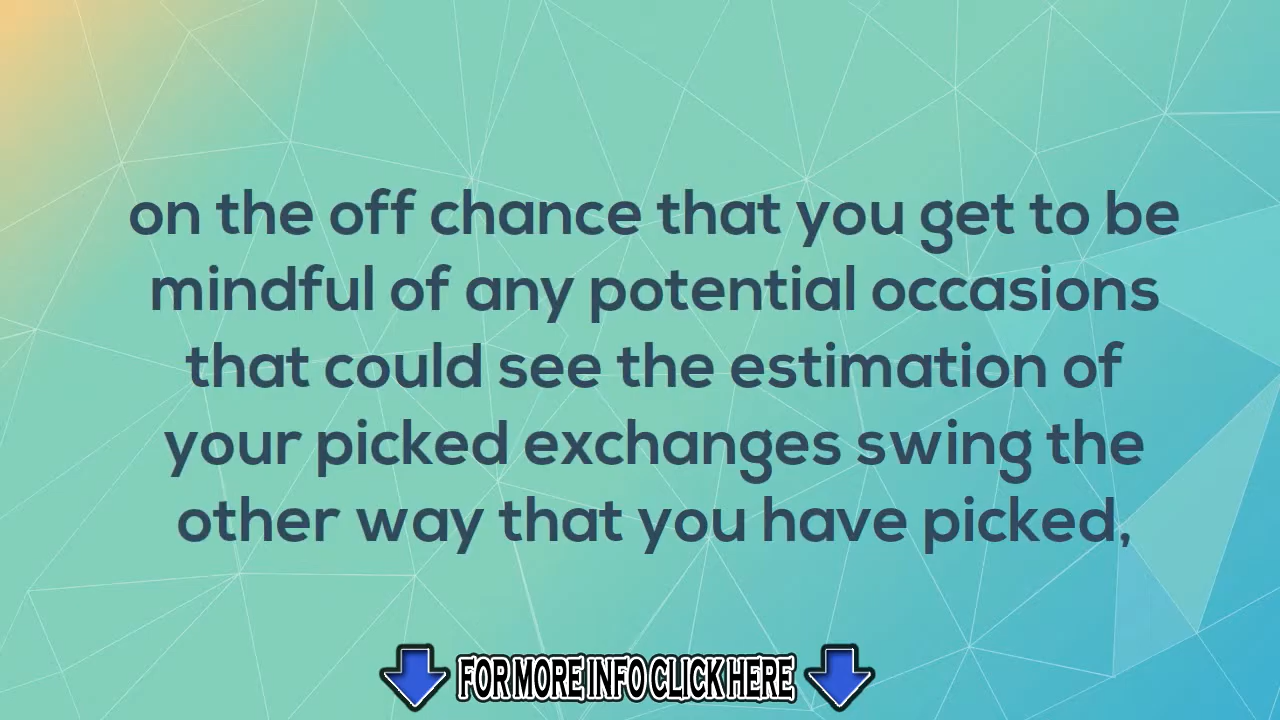 on the off chance that you get to be
mindful of any potential occasions
that could see the estimation of
your picked exchanges swing the
other way that you have picked,
FOR MORE INFO CLICK HERE